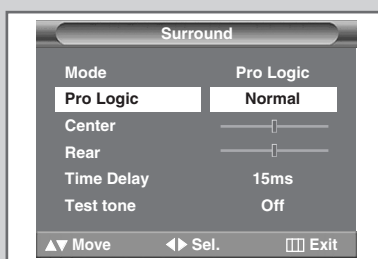 Surround
Mode Pro Logic
Pro Logic Normal
Center
Rear
Time Delay 15ms
Test tone Off
▲▼ Move ◀▶ Sel. Exit